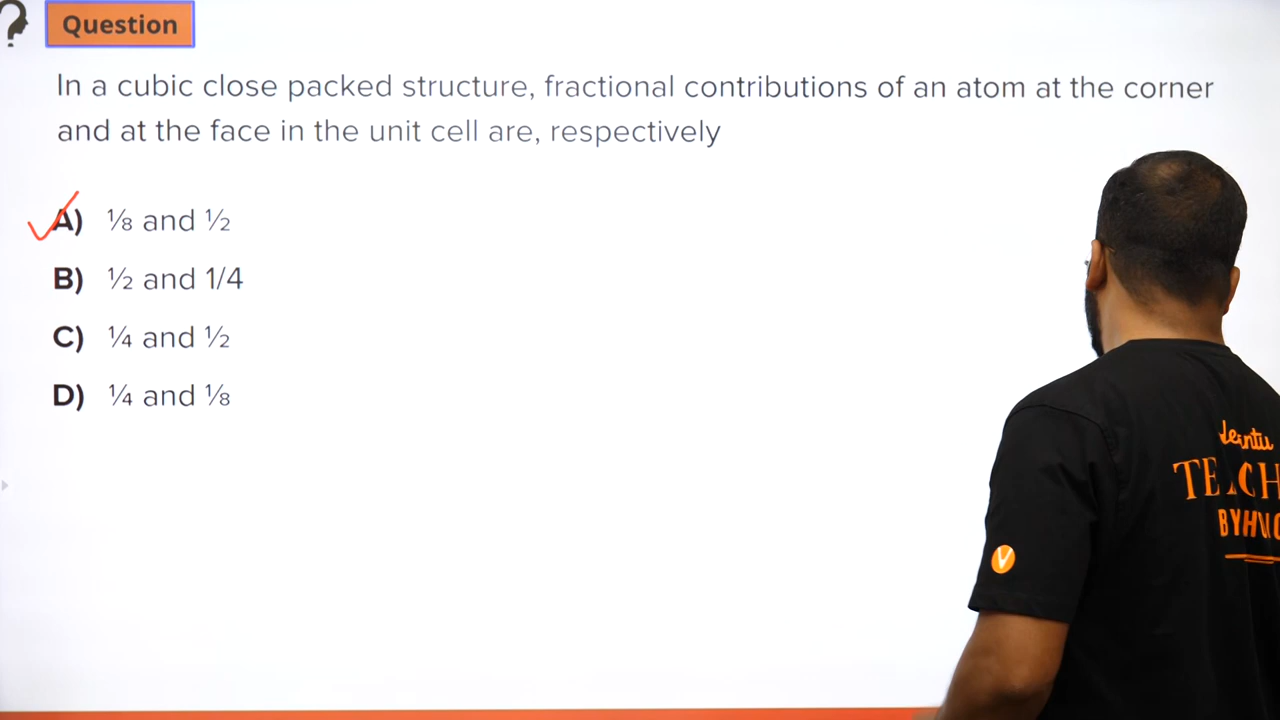 Question
In a cubic close packed structure, fractional contributions of an atom at the corner
and at the face in the unit cell are, respectively
A) ⅛ and ½
B) ½ and 1/4
C) ¼ and ½
D) ¼ and ⅛
V